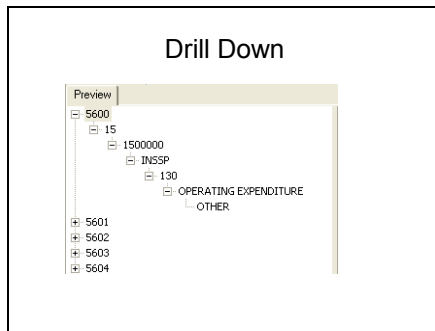 Drill Down
Preview
5600
15
1500000
INSSP
130
OPERATING EXPENDITURE
OTHER
5601
5602
5603
5604